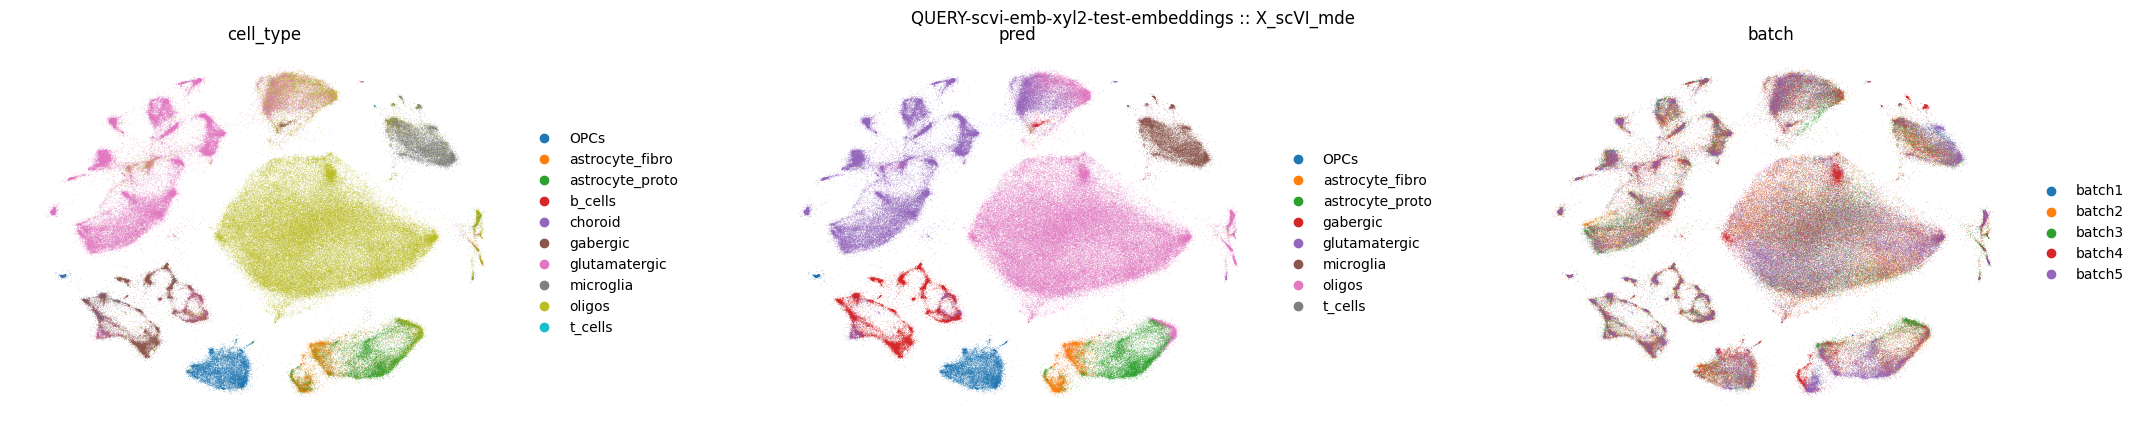 QUERY-scvi-emb-xyl2-test-embeddings :: X_scVI_mde
cell_type
OPCs
astrocyte_fibro
astrocyte_proto
b_cells
choroid
gabergic
glutamatergic
microglia
oligos
t_cells
pred
OPCs
astrocyte_fibro
astrocyte_proto
gabergic
glutamatergic
microglia
oligos
t_cells
batch
batch1
batch2
batch3
batch4
batch5